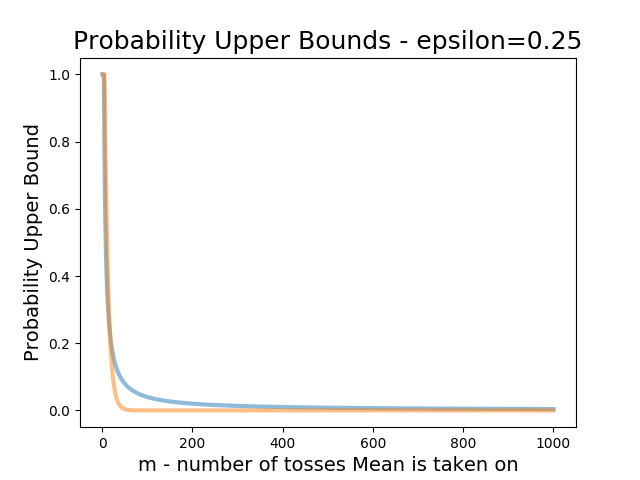 Probability Upper Bounds - epsilon=0.25
Probability Upper Bound
1.0
0.8
0.6
0.4
0.2
0.0
0 200 400 600 800 1000
m - number of tosses Mean is taken on